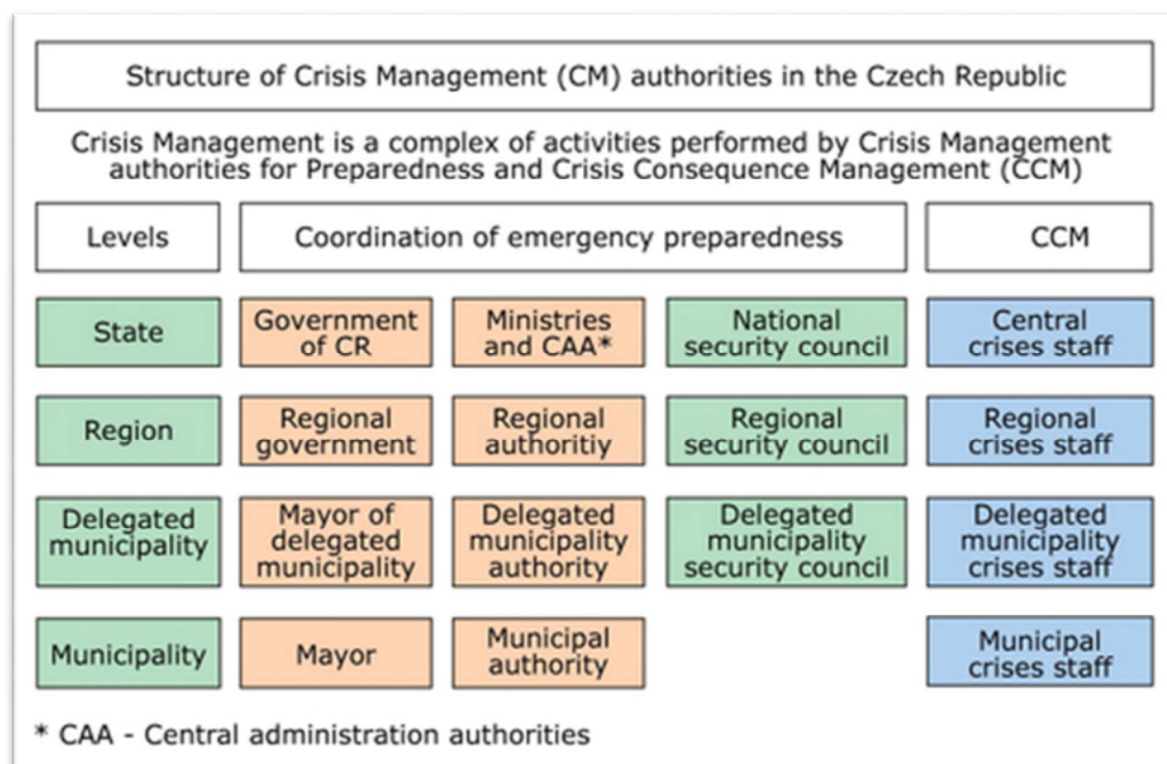 Structure of Crisis Management (CM) authorities in the Czech Republic
Crisis Management is a complex of activities performed by Crisis Management
authorities for Preparedness and Crisis Consequence Management (CCM)
Levels
Coordination of emergency preparedness
CCM
State
Government
of CR
Ministries
and CAA*
National
security council
Central
crises staff
Region
Regional
government
Regional
authoritiy
Regional
security council
Regional
crises staff
Delegated
municipality
Mayor of
delegated
municipality
Delegated
municipality
authority
Delegated
municipality
security council
Delegated
municipality
crises staff
Municipality
Mayor
Municipal
authority
Municipal
crises staff
* CAA - Central administration authorities